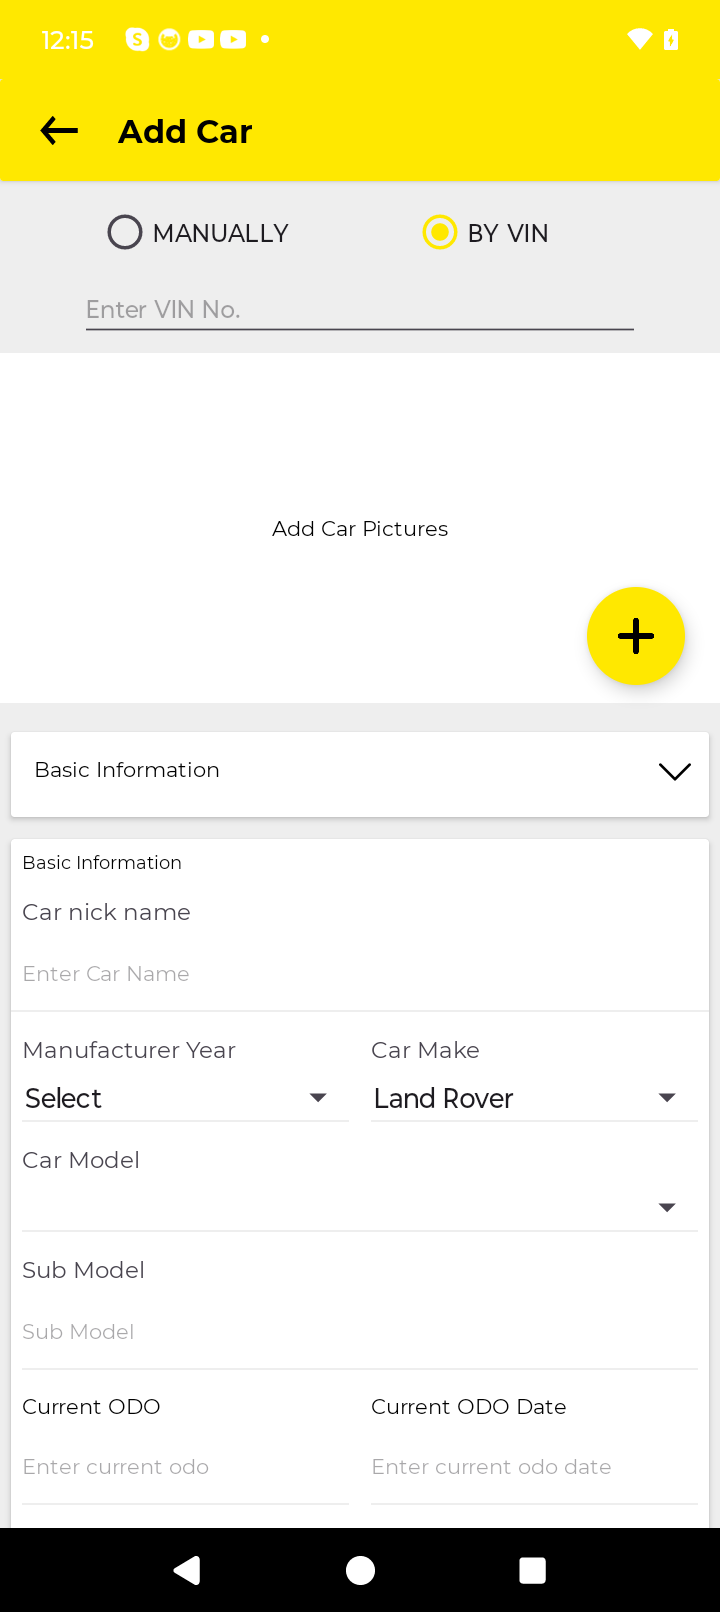 12:15
Add Car
MANUALLY
BY VIN
Enter VIN No.
Add Car Pictures
Basic Information
Basic Information
Car nick name
Enter Car Name
Manufacturer Year
Car Make
Select
Land Rover
Car Model
Sub Model
Sub Model
Current ODO
Current ODO Date
Enter current odo
Enter current odo date